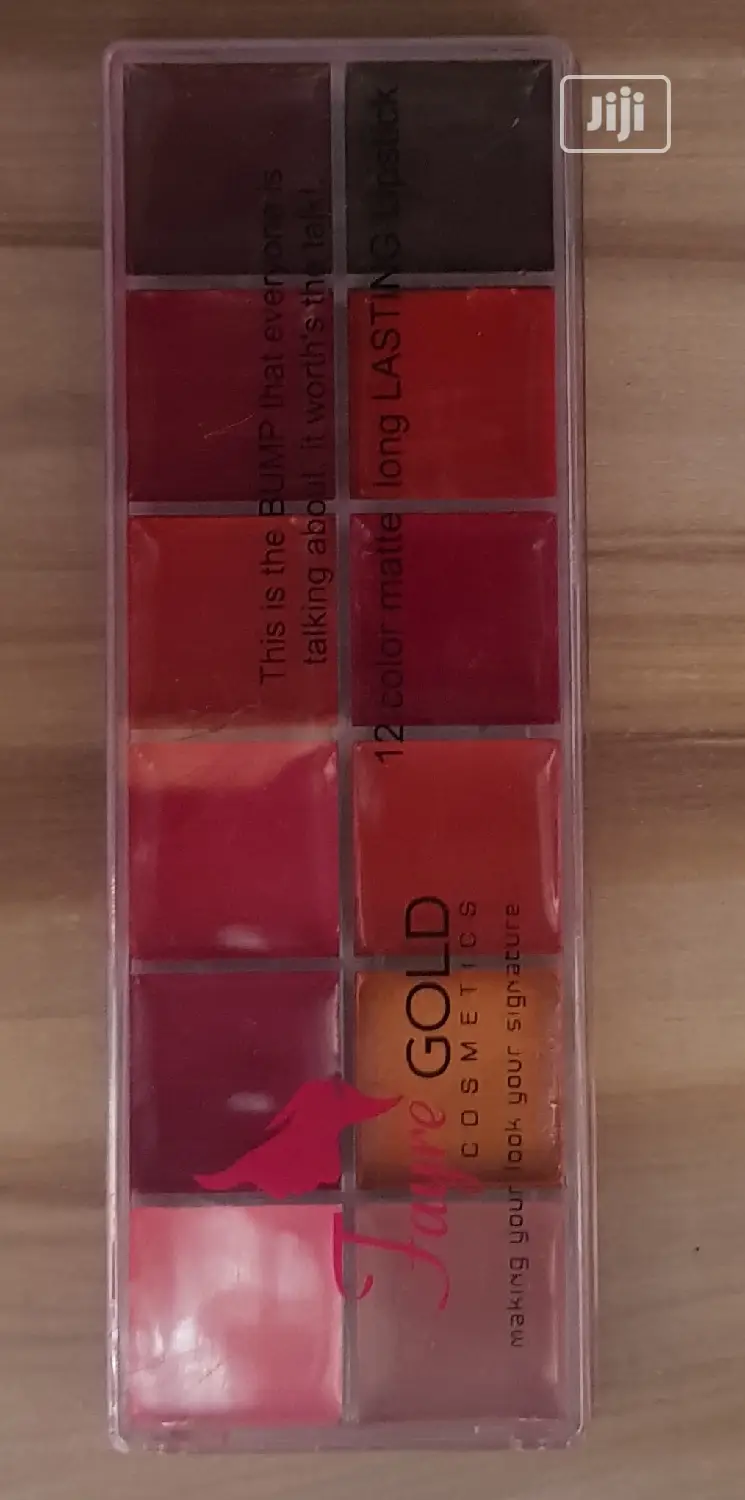 Jiji
This is the BUMP that everyone is
talking about. it worth's the talk!.
12 color matte long LASTING Lipstick
Fayre GOLD
COSMETICS
making your look your signature